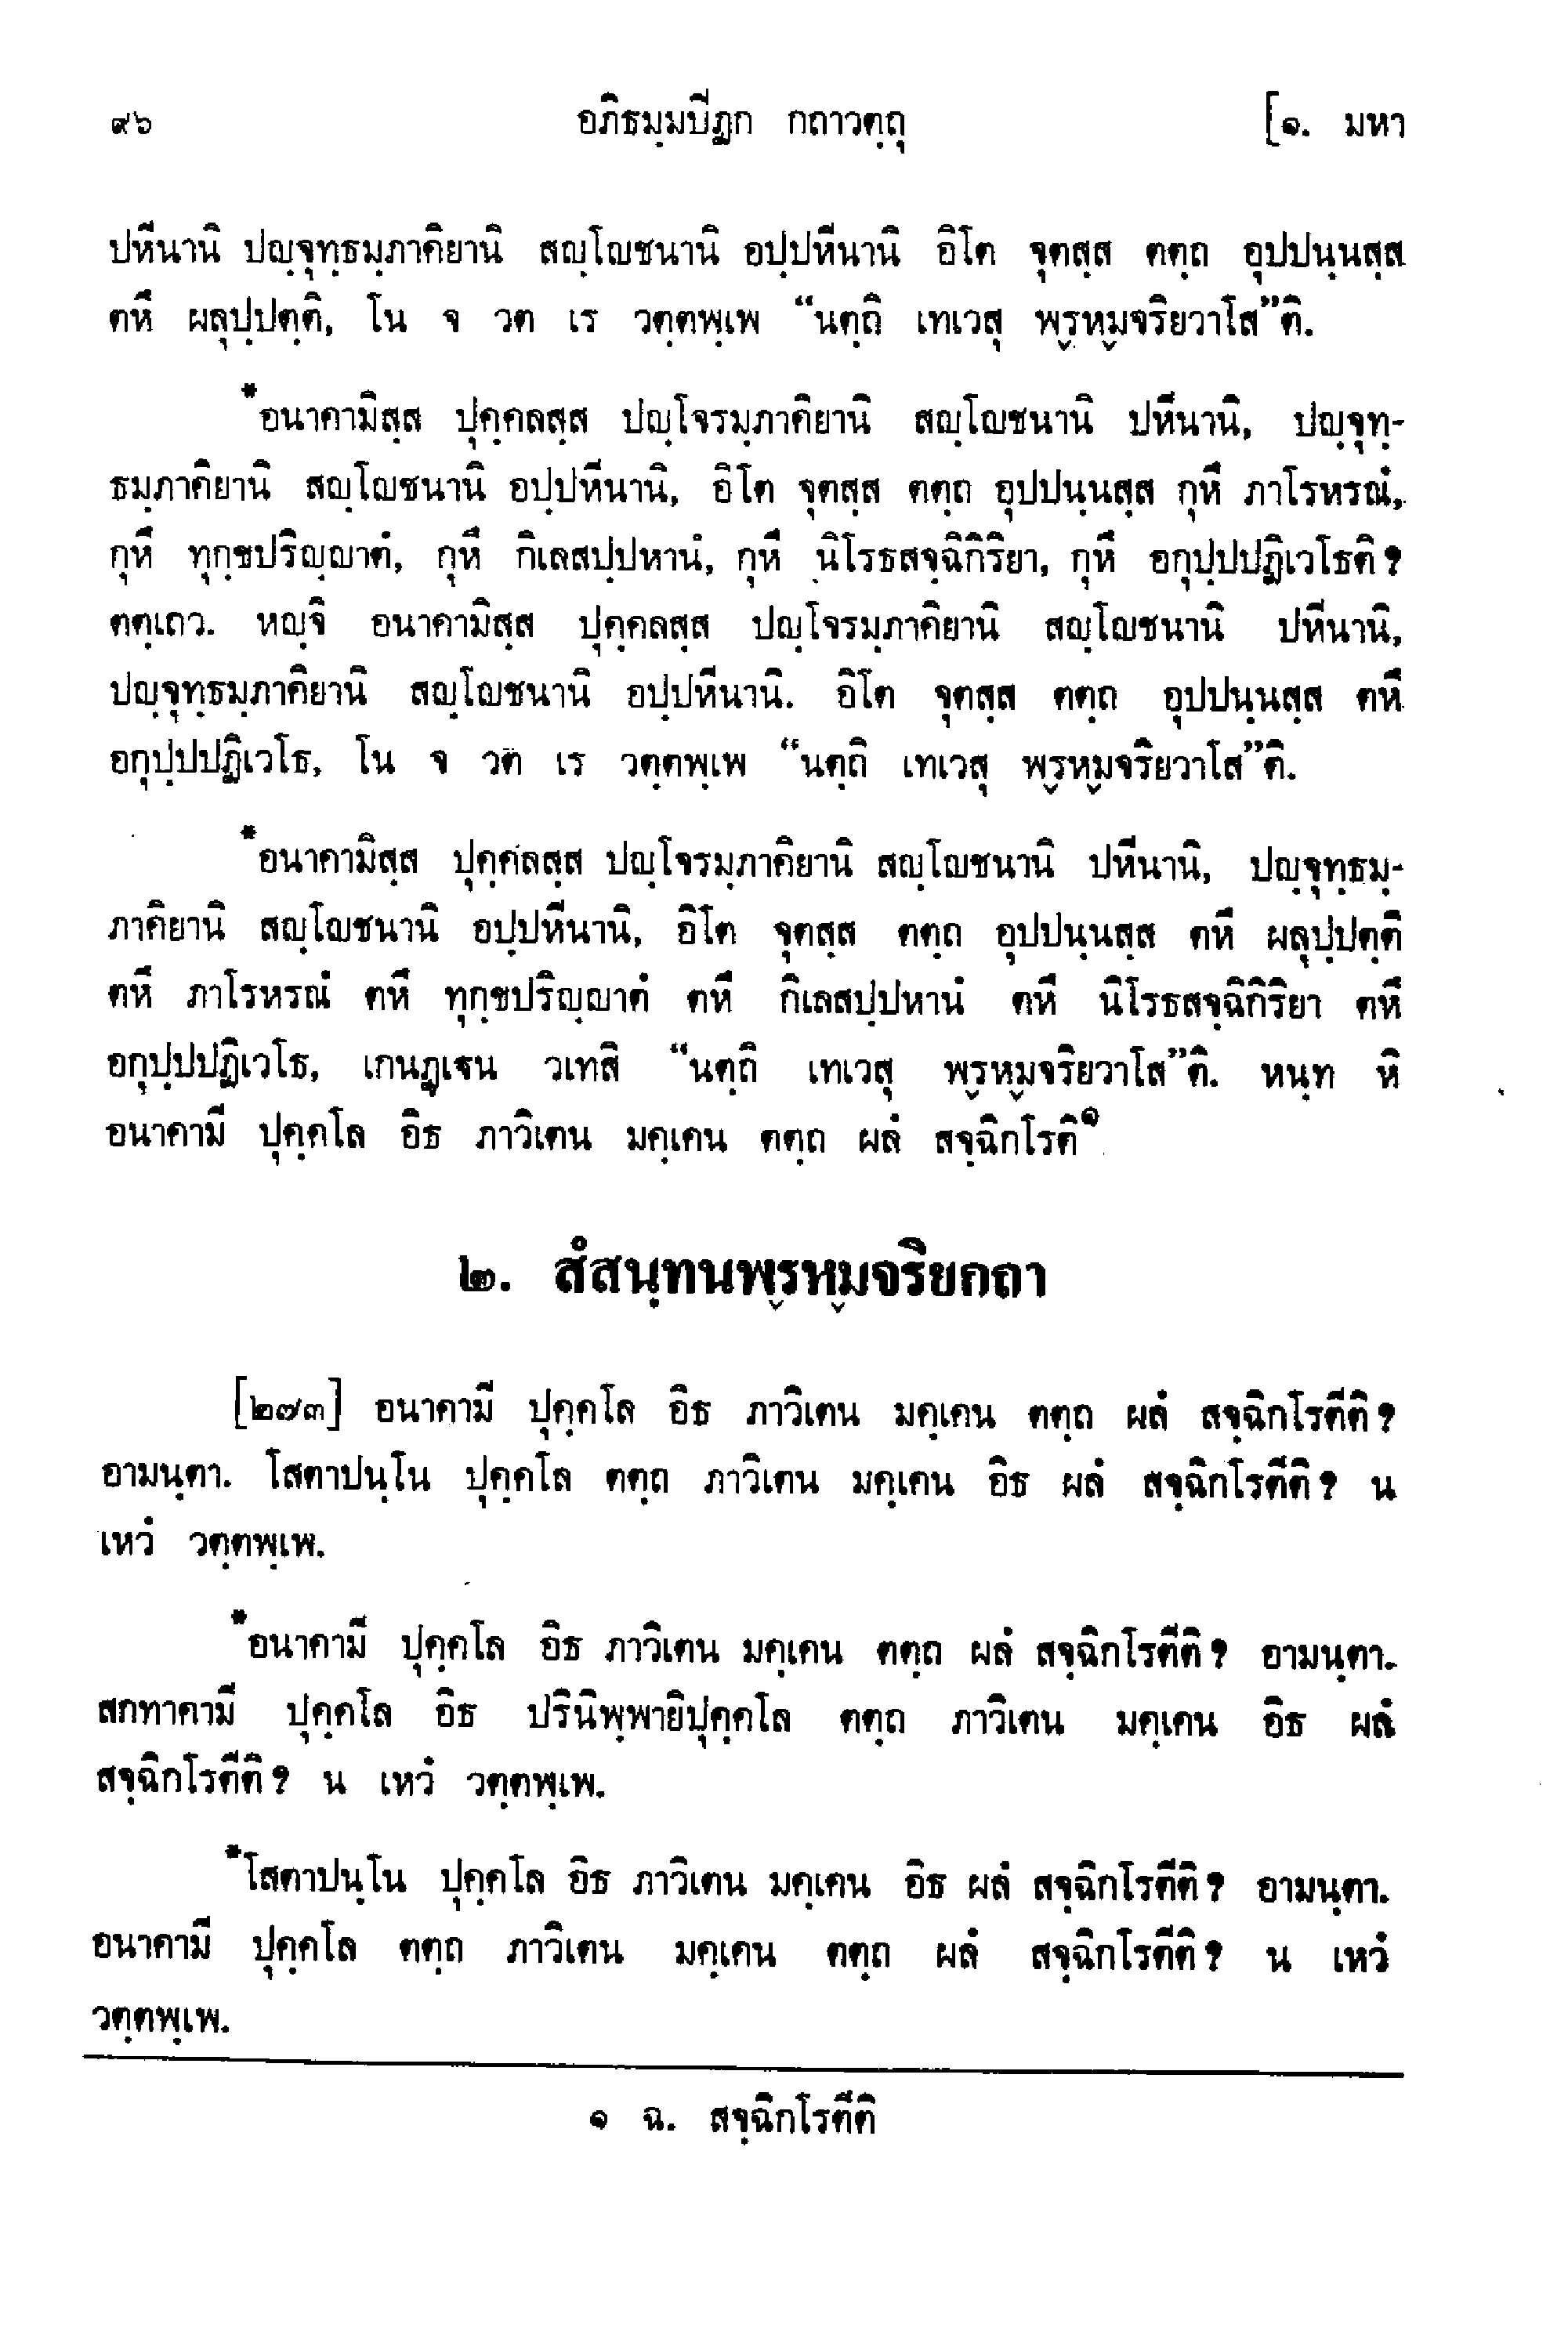 ๙๖ อภิธมฺมปิฏก กถาวตฺถุ [๑. มหา
ปหีนานิ ปญฺจุทฺธมฺภาคิยานิ สญฺโญชนานิ อปฺปหีนานิ อิโต จุตสฺส ตตฺถ อุปปนฺนสฺส
ตหึ ผลุปฺปตฺติ, โน จ วต เร วตฺตพฺเพ “นตฺถิ เทเวสุ พฺรหฺมจริยวาโส”ติ.
*อนาคามิสฺส ปุคฺคลสฺส ปญฺโจรมฺภาคิยานิ สญฺโญชนานิ ปหีนานิ, ปญฺจุทฺ-
ธมฺภาคิยานิ สญฺโญชนานิ อปฺปหีนานิ, อิโต จุตสฺส ตตฺถ อุปปนฺนสฺส กุหึ ภาโรหรณํ,
กุหึ ทุกฺขปริญฺญาตํ, กุหึ กิเลสปฺปหานํ, กุหึ นิโรธสจฺฉิกิริยา, กุหึ อกุปฺปปฏิเวโธติ?
ตตฺเถว. หญฺจิ อนาคามิสฺส ปุคฺคลสฺส ปญฺโจรมฺภาคิยานิ สญฺโญชนานิ ปหีนานิ,
ปญฺจุทฺธมฺภาคิยานิ สญฺโญชนานิ อปฺปหีนานิ. อิโต จุตสฺส ตตฺถ อุปปนฺนสฺส ตหึ
อกุปฺปปฏิเวโธ, โน จ วต เร วตฺตพฺเพ “นตฺถิ เทเวสุ พฺรหฺมจริยวาโส”ติ.
*อนาคามิสฺส ปุคฺคลสฺส ปญฺโจรมฺภาคิยานิ สญฺโญชนานิ ปหีนานิ, ปญฺจุทฺธมฺ-
ภาคิยานิ สญฺโญชนานิ อปฺปหีนานิ, อิโต จุตสฺส ตตฺถ อุปปนฺนสฺส ตหึ ผลุปฺปตฺติ
ตหึ ภาโรหรณํ ตหึ ทุกฺขปริญฺญาตํ ตหึ กิเลสปฺปหานํ ตหึ นิโรธสจฺฉิกิริยา ตหึ
อกุปฺปปฏิเวโธ, เกนฏฺเฐน วเทสิ “นตฺถิ เทเวสุ พฺรหฺมจริยวาโส”ติ. หนฺท หิ
อนาคามี ปุคฺคโล อิธ ภาวิเตน มคฺเคน ตตฺถ ผลํ สจฺฉิกโรติ๑
๒. สํสนฺทนพฺรหฺมจริยกถา
[๒๗๓] อนาคามี ปุคฺคโล อิธ ภาวิเตน มคฺเคน ตตฺถ ผลํ สจฺฉิกโรตีติ?
อามนฺตา. โสตาปนฺโน ปุคฺคโล ตตฺถ ภาวิเตน มคฺเคน อิธ ผลํ สจฺฉิกโรตีติ? น
เหวํ วตฺตพฺเพ.
*อนาคามี ปุคฺคโล อิธ ภาวิเตน มคฺเคน ตตฺถ ผลํ สจฺฉิกโรตีติ? อามนฺตา.
สกทาคามี ปุคฺคโล อิธ ปรินิพฺพายิปุคฺคโล ตตฺถ ภาวิเตน มคฺเคน อิธ ผลํ
สจฺฉิกโรตีติ? น เหวํ วตฺตพฺเพ.
*โสตาปนฺโน ปุคฺคโล อิธ ภาวิเตน มคฺเคน อิธ ผลํ สจฺฉิกโรตีติ? อามนฺตา.
อนาคามี ปุคฺคโล ตตฺถ ภาวิเตน มคฺเคน ตตฺถ ผลํ สจฺฉิกโรตีติ? น เหวํ
วตฺตพฺเพ.
๑ ฉ. สจฺฉิกโรตีติ